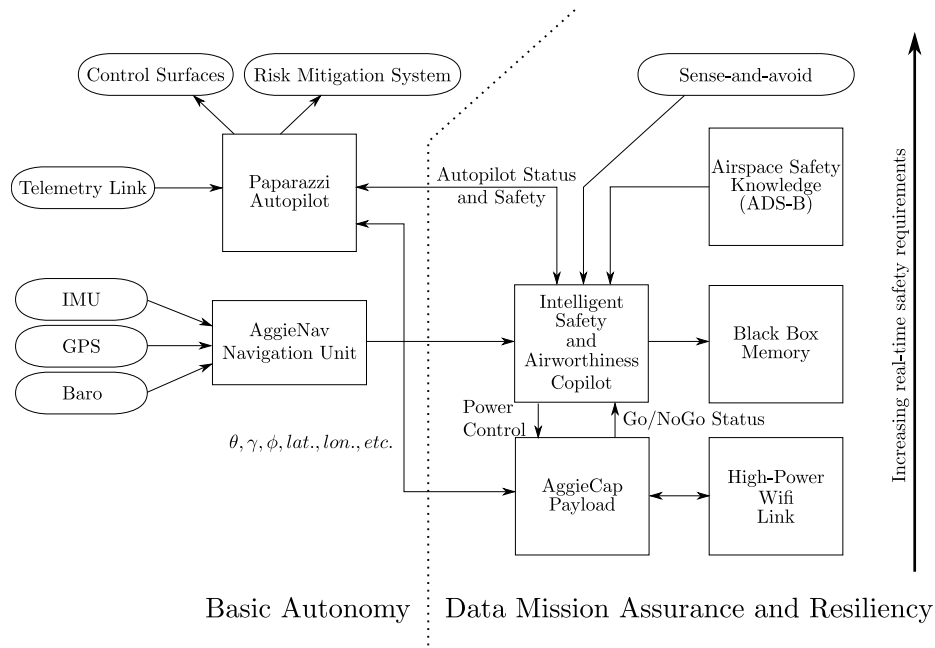 Control Surfaces
Risk Mitigation System
Sense-and-avoid
Telemetry Link
Paparazzi
Autopilot
Autopilot Status
and Safety
Airspace Safety
Knowledge
(ADS-B)
IMU
GPS
Baro
AggieNav
Navigation Unit
Intelligent
Safety
and
Airworthiness
Copilot
Black Box
Memory
Power
Control
Go/NoGo Status
θ, γ, ϕ, lat., lon., etc.
AggieCap
Payload
High-Power
Wifi
Link
Increasing real-time safety requirements
Basic Autonomy
Data Mission Assurance and Resiliency